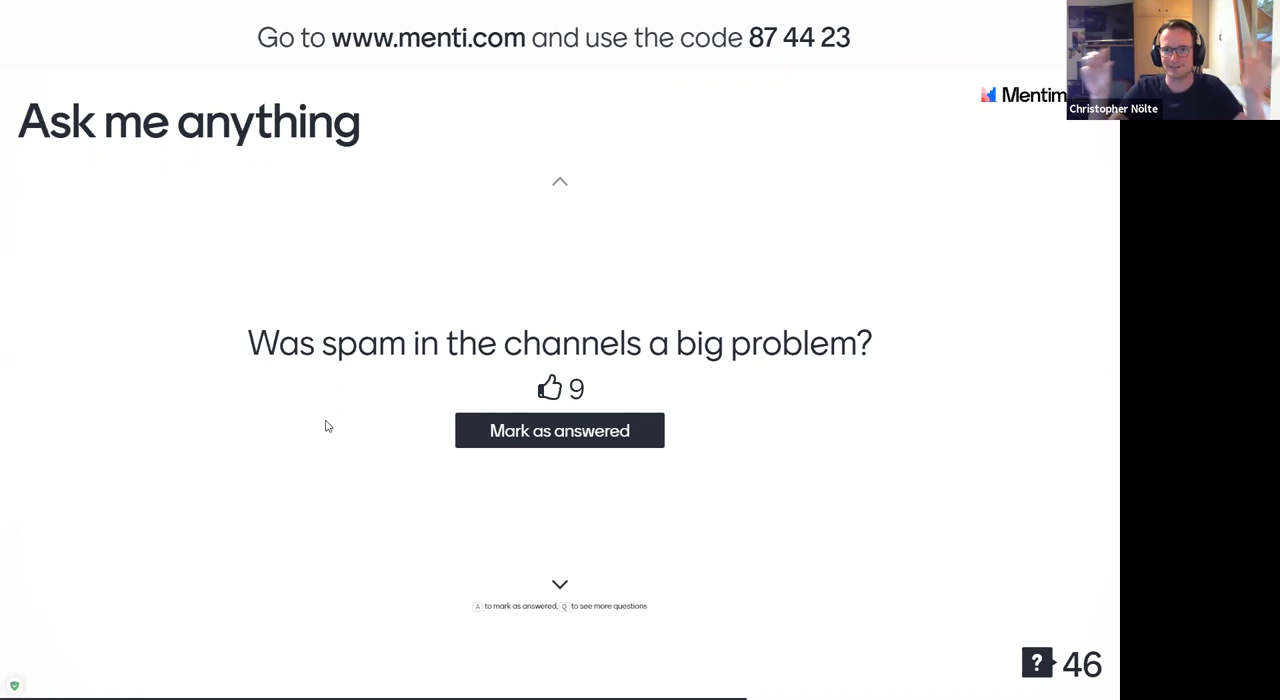 Go to www.menti.com and use the code 87 44 23
Mentim
Christopher Nölte
Ask me anything
Was spam in the channels a big problem?
9
Mark as answered
A to mark as answered, Q to see more questions
? 46